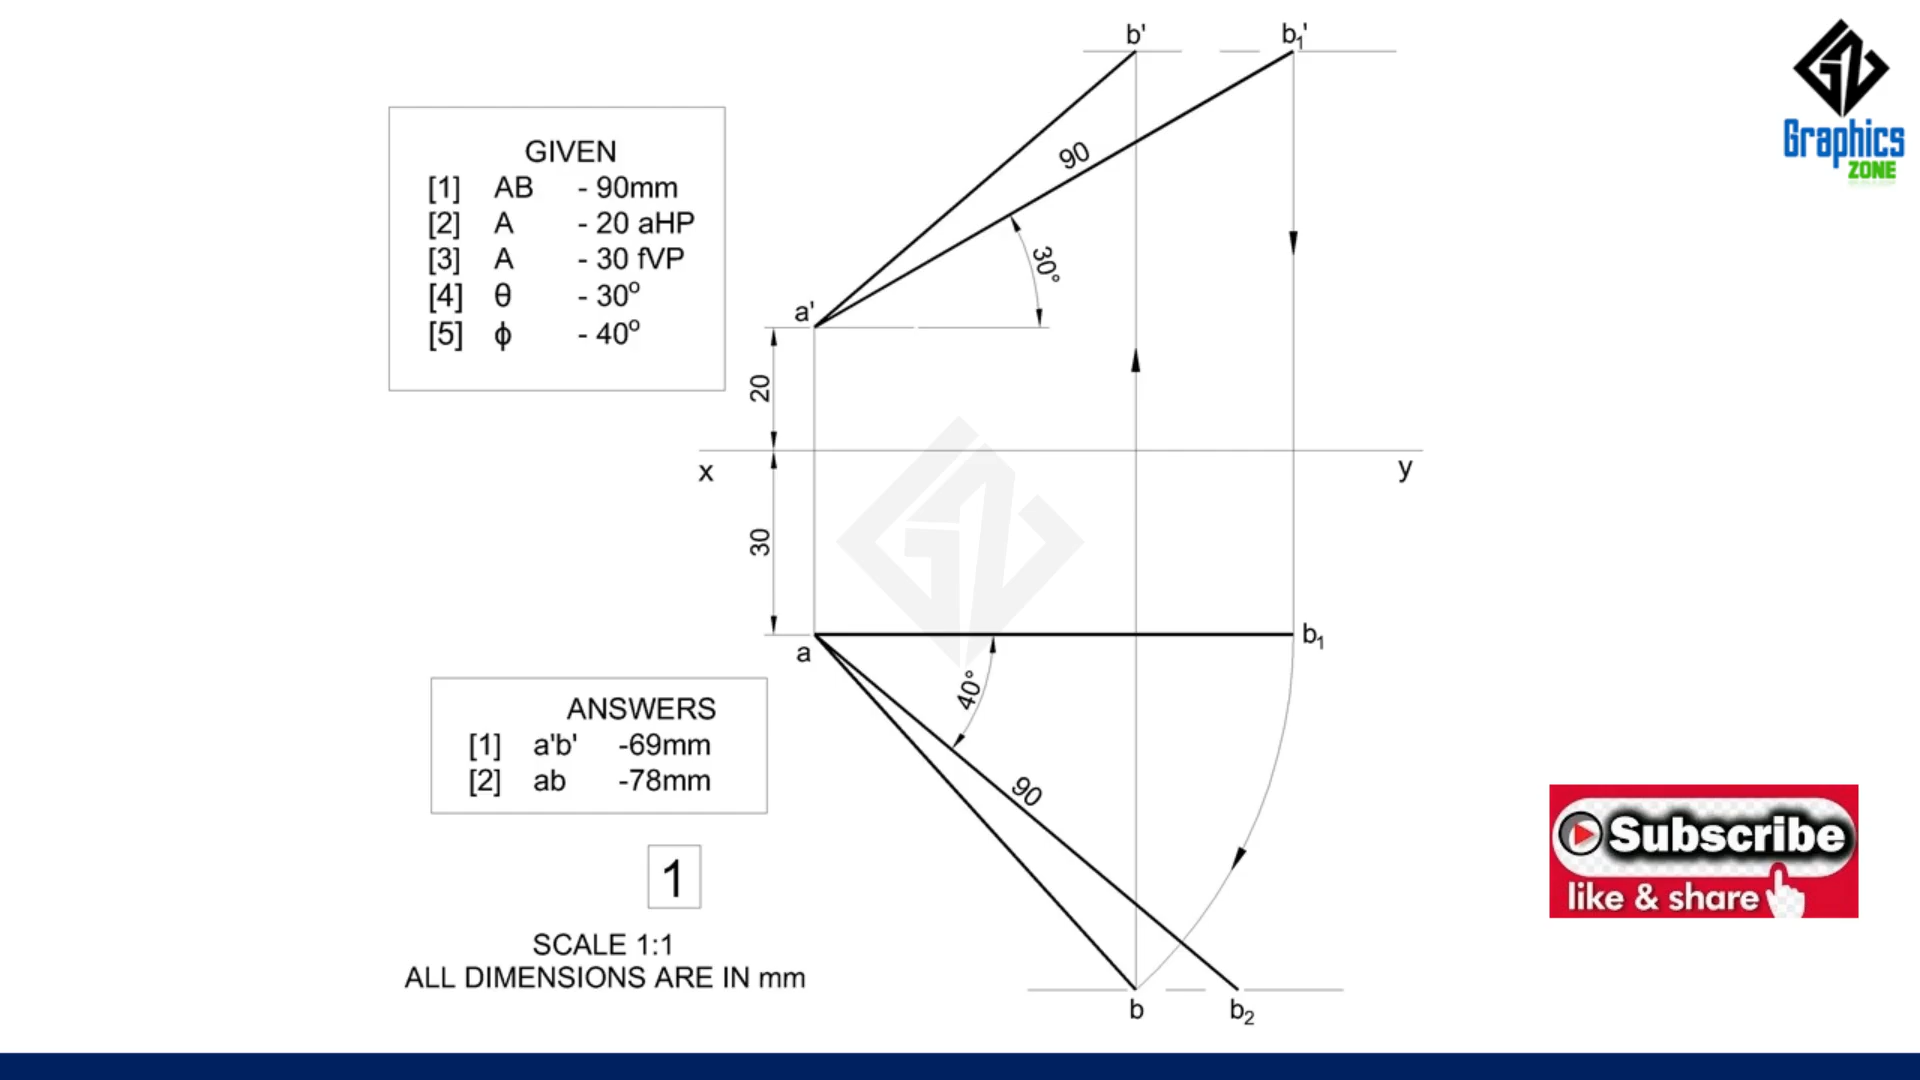 b'
b₁'
Graphics
ZONE
GIVEN
[1] AB - 90mm
[2] A - 20 aHP
[3] A - 30 fVP
[4] θ - 30º
[5] ϕ - 40º
90
30°
a'
20
x
y
30
a
b₁
40°
ANSWERS
[1] a'b' -69mm
[2] ab -78mm
90
Subscribe
like & share
1
SCALE 1:1
ALL DIMENSIONS ARE IN mm
b
b₂